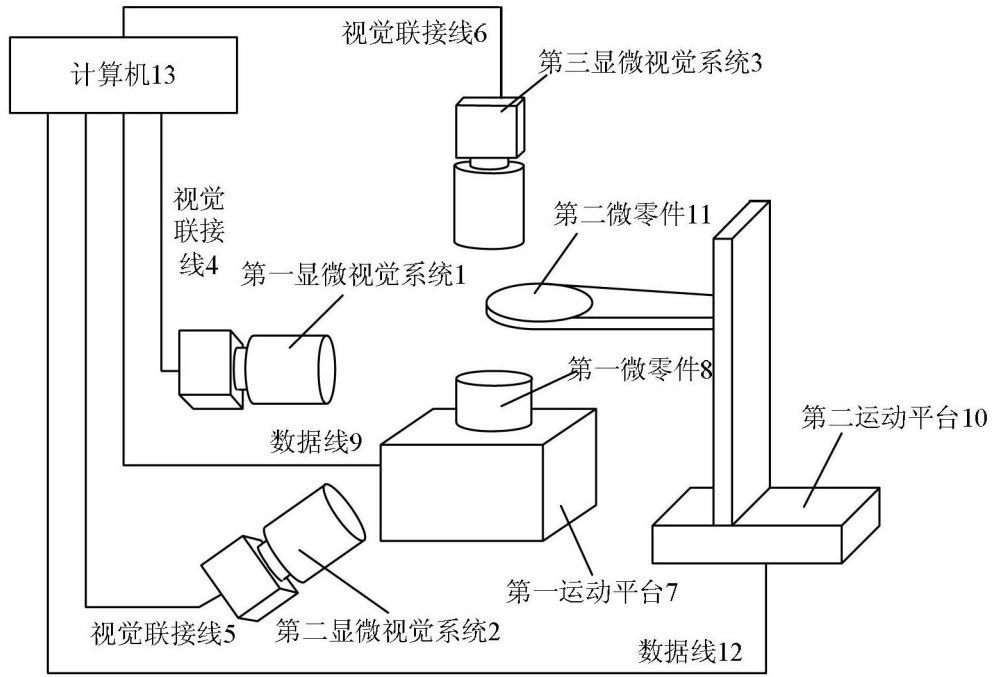 视觉联接线6
计算机13
第三显微视觉系统3
视觉
联接
线4
第二微零件11
第一显微视觉系统1
第一微零件8
第二运动平台10
数据线9
第一运动平台7
视觉联接线5
第二显微视觉系统2
数据线12